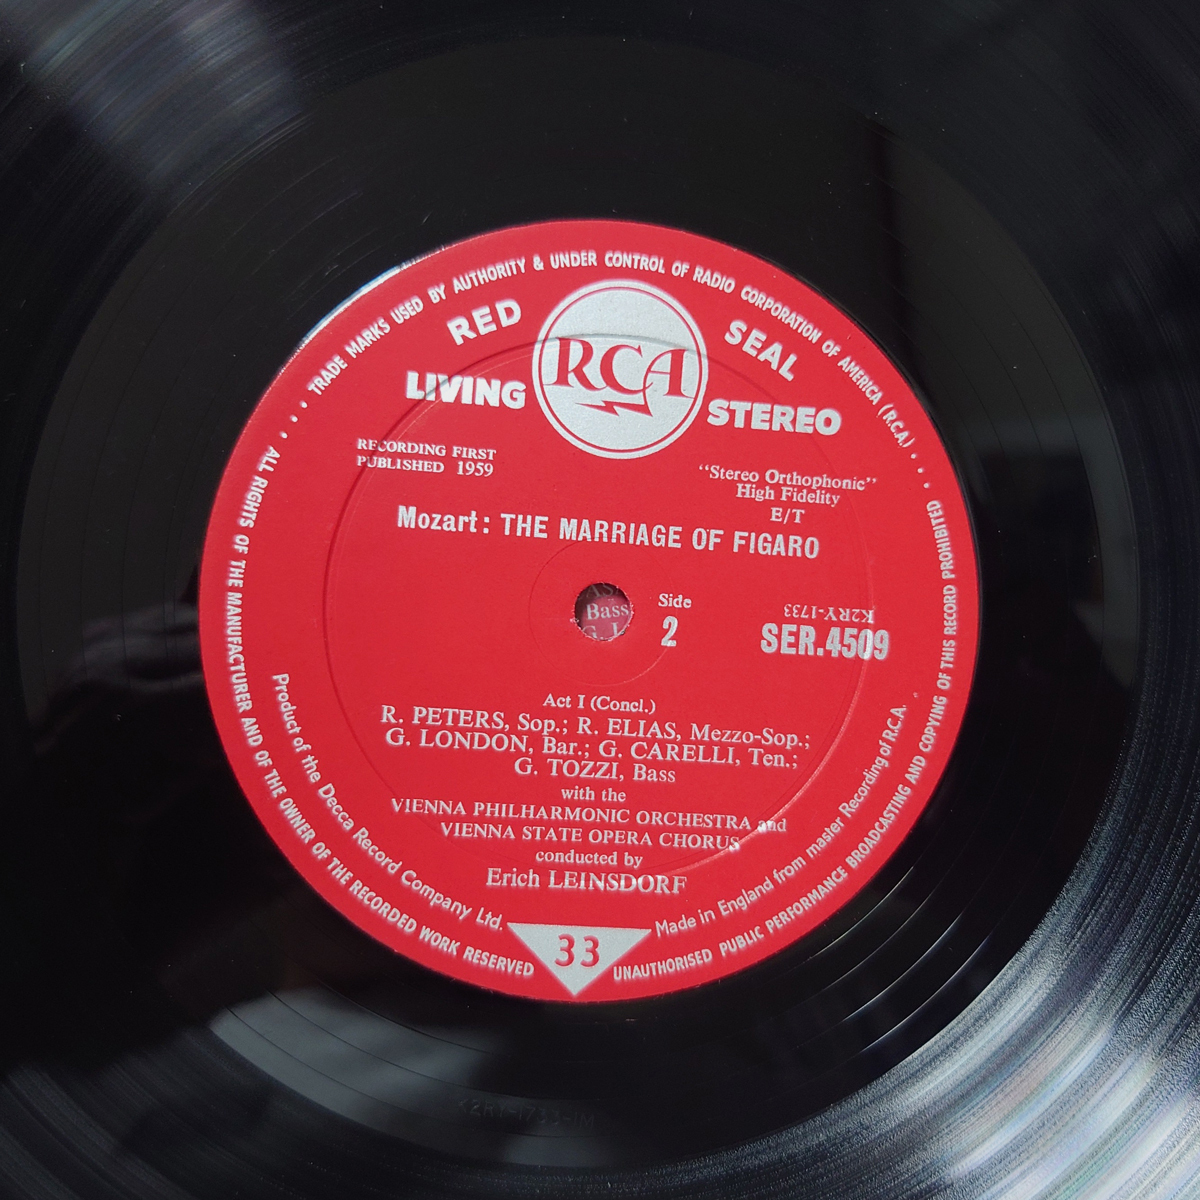 TRADE MARKS USED BY AUTHORITY & UNDER CONTROL OF RADIO CORPORATION OF AMERICA (R.C.A.)
RED SEAL
RCA
LIVING STEREO
RECORDING FIRST
PUBLISHED 1959
"Stereo Orthophonic"
High Fidelity
E/T
Mozart: THE MARRIAGE OF FIGARO
Bass
Side
2
K2RY-1733
SER.4509
Act I (Concl.)
R. PETERS, Sop.; R. ELIAS, Mezzo-Sop.;
G. LONDON, Bar.; G. CARELLI, Ten.;
G. TOZZI, Bass
with the
VIENNA PHILHARMONIC ORCHESTRA and
VIENNA STATE OPERA CHORUS
conducted by
Erich LEINSDORF
Product of the Decca Record Company Ltd.
33
Made in England from master Recording of R.C.A.
ALL RIGHTS OF THE MANUFACTURER AND OF THE OWNER OF THE RECORDED WORK RESERVED
UNAUTHORISED PUBLIC PERFORMANCE BROADCASTING AND COPYING OF THIS RECORD PROHIBITED